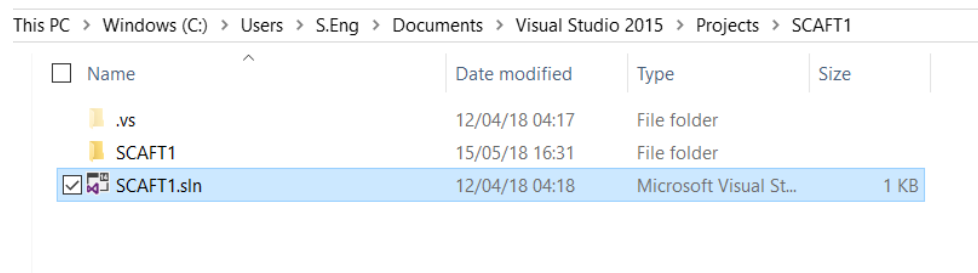 This PC > Windows (C:) > Users > S.Eng > Documents > Visual Studio 2015 > Projects > SCAFT1
Name Date modified Type Size
.vs 12/04/18 04:17 File folder
SCAFT1 15/05/18 16:31 File folder
SCAFT1.sln 12/04/18 04:18 Microsoft Visual St... 1 KB